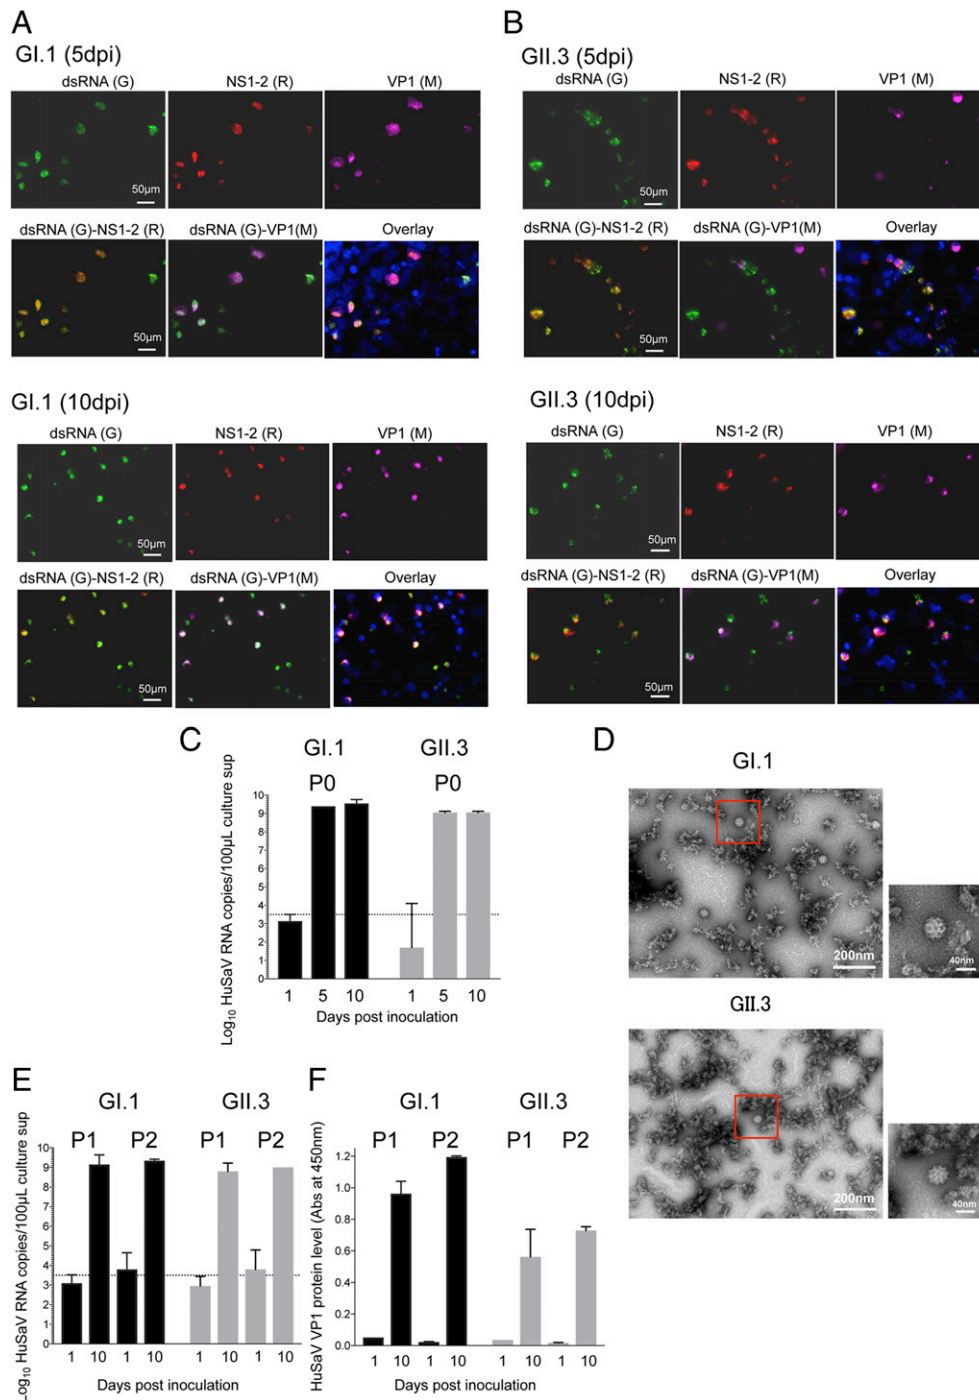 A
GI.1 (5dpi)
dsRNA (G) NS1-2 (R) VP1 (M)
50μm
dsRNA (G)-NS1-2 (R) dsRNA (G)-VP1(M) Overlay
50μm
GI.1 (10dpi)
dsRNA (G) NS1-2 (R) VP1 (M)
50μm
dsRNA (G)-NS1-2 (R) dsRNA (G)-VP1(M) Overlay
50μm
B
GII.3 (5dpi)
dsRNA (G) NS1-2 (R) VP1 (M)
50μm
dsRNA (G)-NS1-2 (R) dsRNA (G)-VP1(M) Overlay
50μm
GII.3 (10dpi)
dsRNA (G) NS1-2 (R) VP1 (M)
50μm
dsRNA (G)-NS1-2 (R) dsRNA (G)-VP1(M) Overlay
50μm
C
GI.1 GII.3
P0 P0
Log10 HuSaV RNA copies/100μL culture sup
10
9
8
7
6
5
4
3
2
1
0
1 5 10 1 5 10
Days post inoculation
D
GI.1
200nm
40nm
GII.3
200nm
40nm
E
GI.1 GII.3
P1 P2 P1 P2
Log10 HuSaV RNA copies/100μL culture sup
10
9
8
7
6
5
4
3
2
1
0
1 10 1 10 1 10 1 10
Days post inoculation
F
GI.1 GII.3
P1 P2 P1 P2
HuSaV VP1 protein level (Abs at 450nm)
1.2
1.0
0.8
0.6
0.4
0.2
0.0
1 10 1 10 1 10 1 10
Days post inoculation